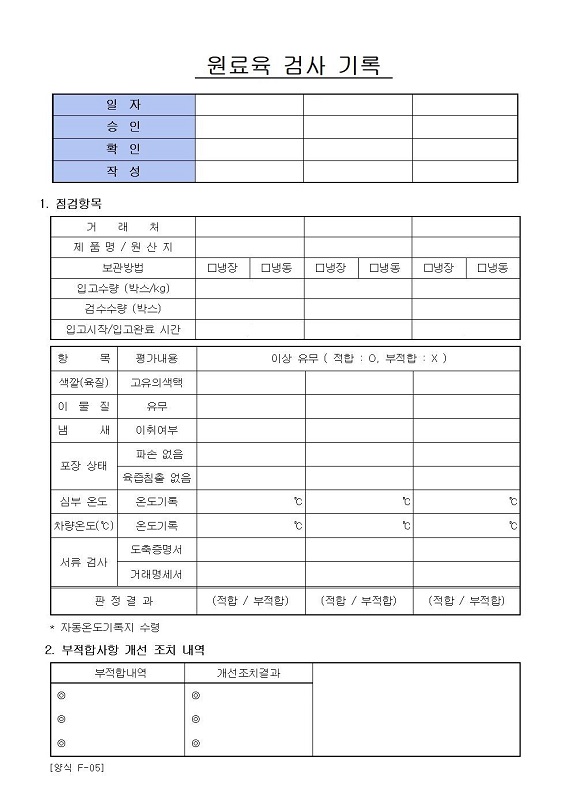 원료육 검사 기록
일 자
승 인
확 인
작 성
1. 점검항목
거 래 처
제 품 명 / 원 산 지
보관방법 □냉장 □냉동 □냉장 □냉동 □냉장 □냉동
입고수량 (박스/kg)
검수수량 (박스)
입고시작/입고완료 시간
항 목 평가내용 이상 유무 ( 적합 : O, 부적합 : X )
색깔(육질) 고유의색택
이 물 질 유무
냄 새 이취여부
포장 상태 파손 없음
육즙침출 없음
심부 온도 온도기록 ℃ ℃ ℃
차량온도(℃) 온도기록 ℃ ℃ ℃
서류 검사 도축증명서
거래명세서
판 정 결 과 (적합 / 부적합) (적합 / 부적합) (적합 / 부적합)
* 자동온도기록지 수령
2. 부적합사항 개선 조치 내역
부적합내역 개선조치결과
◎ ◎
◎ ◎
◎ ◎
[양식 F-05]